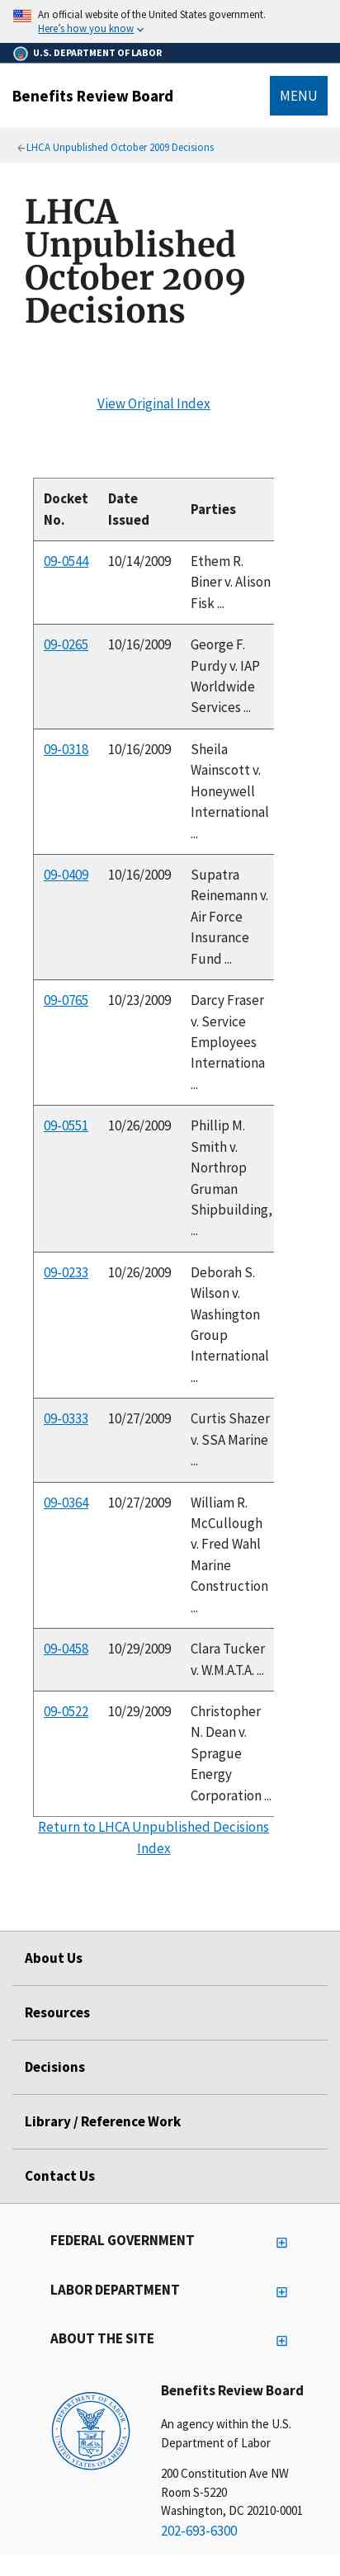 An official website of the United States government.
Here's how you know
U.S. DEPARTMENT OF LABOR
Benefits Review Board
MENU
LHCA Unpublished October 2009 Decisions
LHCA
Unpublished
October 2009
Decisions
View Original Index
Docket No. Date Issued Parties
09-0544 10/14/2009 Ethem R.
Biner v. Alison
Fisk ...
09-0265 10/16/2009 George F.
Purdy v. IAP
Worldwide
Services ...
09-0318 10/16/2009 Sheila
Wainscott v.
Honeywell
International
...
09-0409 10/16/2009 Supatra
Reinemann v.
Air Force
Insurance
Fund ...
09-0765 10/23/2009 Darcy Fraser
v. Service
Employees
Internationa
...
09-0551 10/26/2009 Phillip M.
Smith v.
Northrop
Gruman
Shipbuilding,
...
09-0233 10/26/2009 Deborah S.
Wilson v.
Washington
Group
International
...
09-0333 10/27/2009 Curtis Shazer
v. SSA Marine
...
09-0364 10/27/2009 William R.
McCullough
v. Fred Wahl
Marine
Construction
...
09-0458 10/29/2009 Clara Tucker
v. W.M.A.T.A. ...
09-0522 10/29/2009 Christopher
N. Dean v.
Sprague
Energy
Corporation ...
Return to LHCA Unpublished Decisions
Index
About Us
Resources
Decisions
Library / Reference Work
Contact Us
FEDERAL GOVERNMENT
LABOR DEPARTMENT
ABOUT THE SITE
DEPARTMENT OF LABOR
UNITED STATES OF AMERICA
Benefits Review Board
An agency within the U.S.
Department of Labor
200 Constitution Ave NW
Room S-5220
Washington, DC 20210-0001
202-693-6300